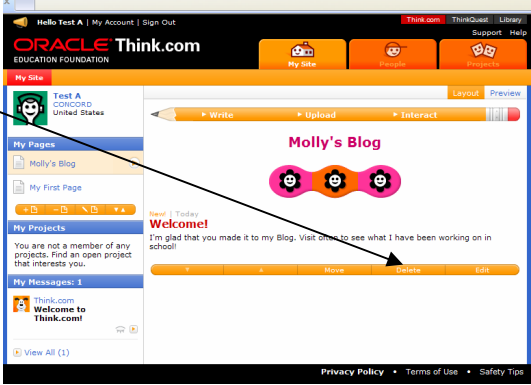 Hello Test A | My Account | Sign Out
Think.com ThinkQuest Library
Support Help
ORACLE Think.com
EDUCATION FOUNDATION
My Site People Projects
My Site
Layout Preview
Test A
CONCORD
United States
Write Upload Interact
My Pages
Molly's Blog
My First Page
Molly's Blog
New! | Today
Welcome!
I'm glad that you made it to my Blog. Visit often to see what I have been working on in
school!
Move Delete Edit
My Projects
You are not a member of any
projects. Find an open project
that interests you.
My Messages: 1
Think.com
Welcome to
Think.com!
View All (1)
Privacy Policy • Terms of Use • Safety Tips